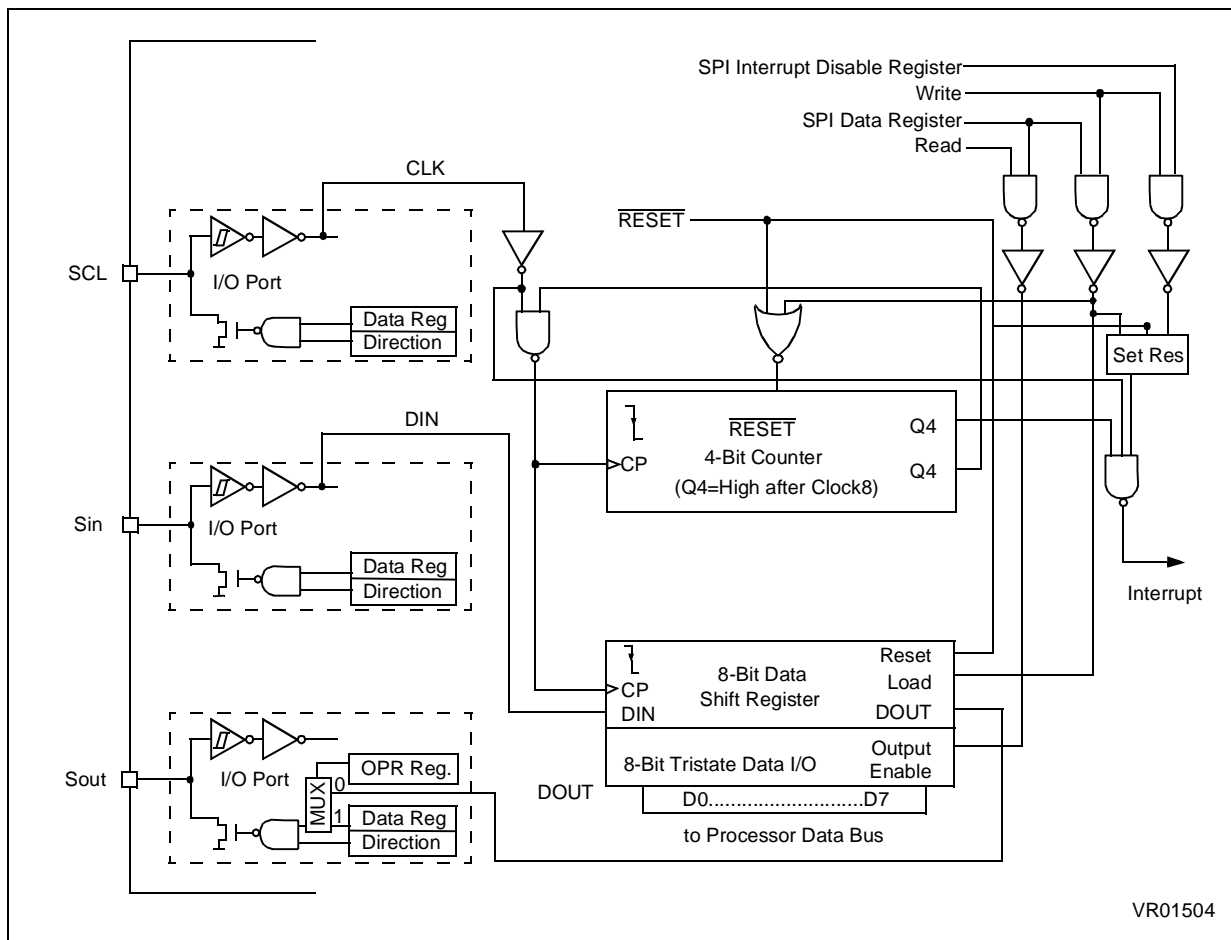 SPI Interrupt Disable Register
Write
SPI Data Register
Read
CLK
RESET
SCL
I/O Port
Data Reg
Direction
Set Res
DIN
RESET
4-Bit Counter
(Q4=High after Clock8)
CP
Q4
Q4
Sin
I/O Port
Data Reg
Direction
Interrupt
CP
DIN
8-Bit Data
Shift Register
Reset
Load
DOUT
8-Bit Tristate Data I/O
Output
Enable
Sout
I/O Port
OPR Reg.
MUX
0
1
Data Reg
Direction
DOUT
D0............................D7
to Processor Data Bus
VR01504